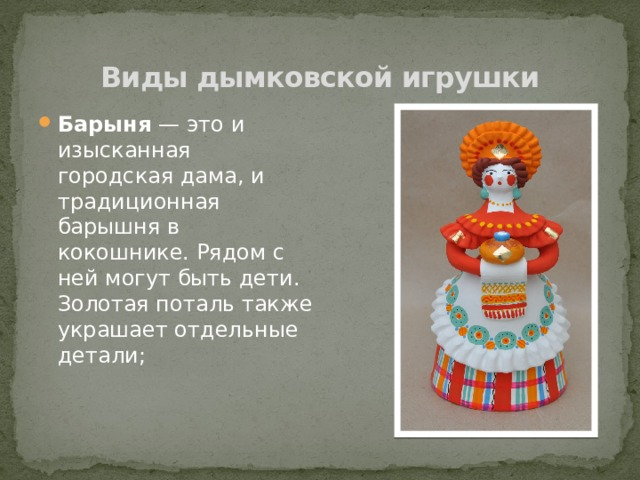 Виды дымковской игрушки
Барыня — это и
изысканная
городская дама, и
традиционная
барышня в
кокошнике. Рядом с
ней могут быть дети.
Золотая поталь также
украшает отдельные
детали;